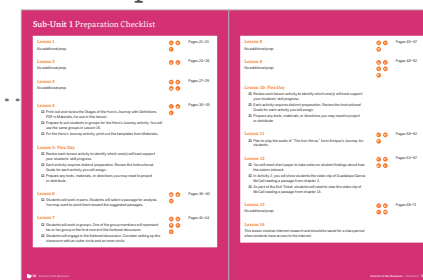 Sub-Unit 1 Preparation Checklist
Lesson 1
No additional prep.
Pages 21–23
Lesson 2
No additional prep.
Pages 24–26
Lesson 3
No additional prep.
Pages 27–29
Lesson 4
Print out and review the Stages of the Hero's Journey with Definitions
PDF in Materials, for use in this lesson.
Prepare to put students in groups for the Hero's Journey activity. You will
use the same groups in Lesson
For the Hero's Journey activity, print out the templates from Materials.
Pages 30–35
Lesson 5: Flex Day
Review each lesson activity to identify which one(s) will best support
your students' skill progress.
Each activity requires distinct preparation. Review the Instructional
Guide for each activity you will assign.
Prepare any texts, materials, or devices you may need to project
or distribute.
Lesson 6
Students will work in pairs. Students will select a passage for analysis.
You may want to point them toward the suggested passages.
Pages 38–40
Lesson 7
Students will work in groups. One of the group members will represent
his or her group in the first round of the fishbowl discussion.
Students will engage in the fishbowl discussion. Consider setting up the
classroom with an outer circle and an inner circle.
Pages 41–44
Lesson 8
No additional prep.
Pages 45–47
Lesson 9
No additional prep.
Pages 48–52
Lesson 10: Flex Day
Review each lesson activity to identify which one(s) will best support
your students' skill progress.
Each activity requires distinct preparation. Review the Instructional
Guide for each activity you will assign.
Prepare any texts, materials, or devices you may need to project
or distribute.
Lesson 11
Plan to play the audio of "The Iron Horse," from Enrique's Journey, for
students.
Pages 58–62
Lesson 12
You will need chart paper to take notes on student findings about how
the sisters interact.
In Activity 2, you will show students the video clip of Guadalupe Garcia
McCall reading a passage from chapter 2.
As part of the Exit Ticket, students will need to view the video clip of
McCall reading a passage from chapter
Pages 63–67
Lesson 13
No additional prep.
Pages 68–71
Lesson 14
This lesson involves internet research and should be saved for a class period
when students have access to the internet.